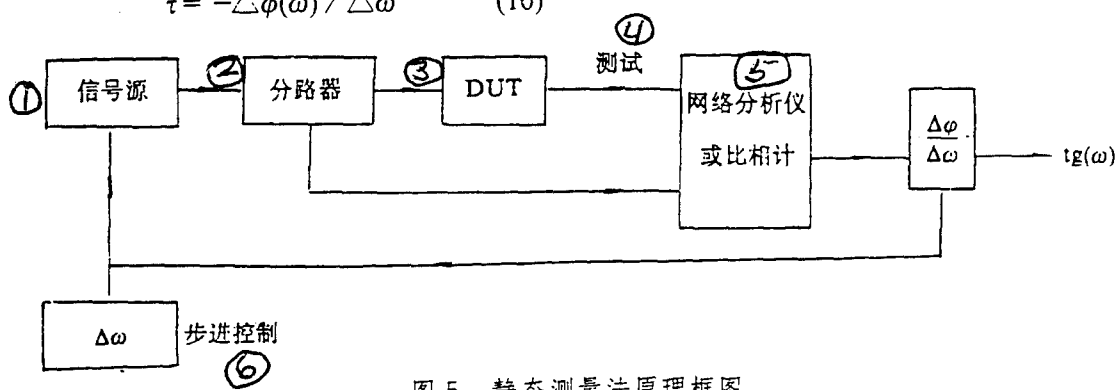 τ = −△φ(ω) / △ω (10)
④
① 信号源 ② 分路器 ③ DUT 测试 ⑤
网络分析仪
或比相计
Δφ
Δω
tg(ω)
Δω 步进控制
⑥
图 5 静态测量法原理框图